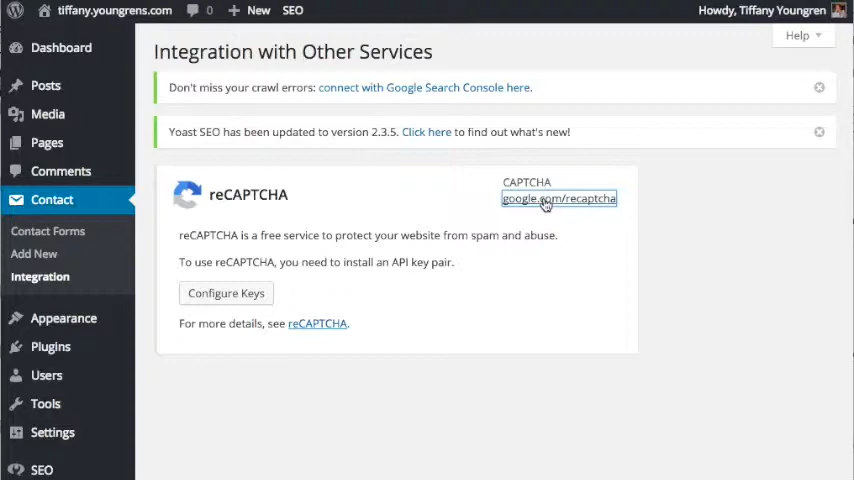 tiffany.youngrens.com 0 New SEO Howdy, Tiffany Youngren
Help
Dashboard
Posts
Media
Pages
Comments
Contact
Contact Forms
Add New
Integration
Appearance
Plugins
Users
Tools
Settings
SEO
Integration with Other Services
Don't miss your crawl errors: connect with Google Search Console here.
Yoast SEO has been updated to version 2.3.5. Click here to find out what's new!
reCAPTCHA
CAPTCHA
google.com/recaptcha
reCAPTCHA is a free service to protect your website from spam and abuse.
To use reCAPTCHA, you need to install an API key pair.
Configure Keys
For more details, see reCAPTCHA.